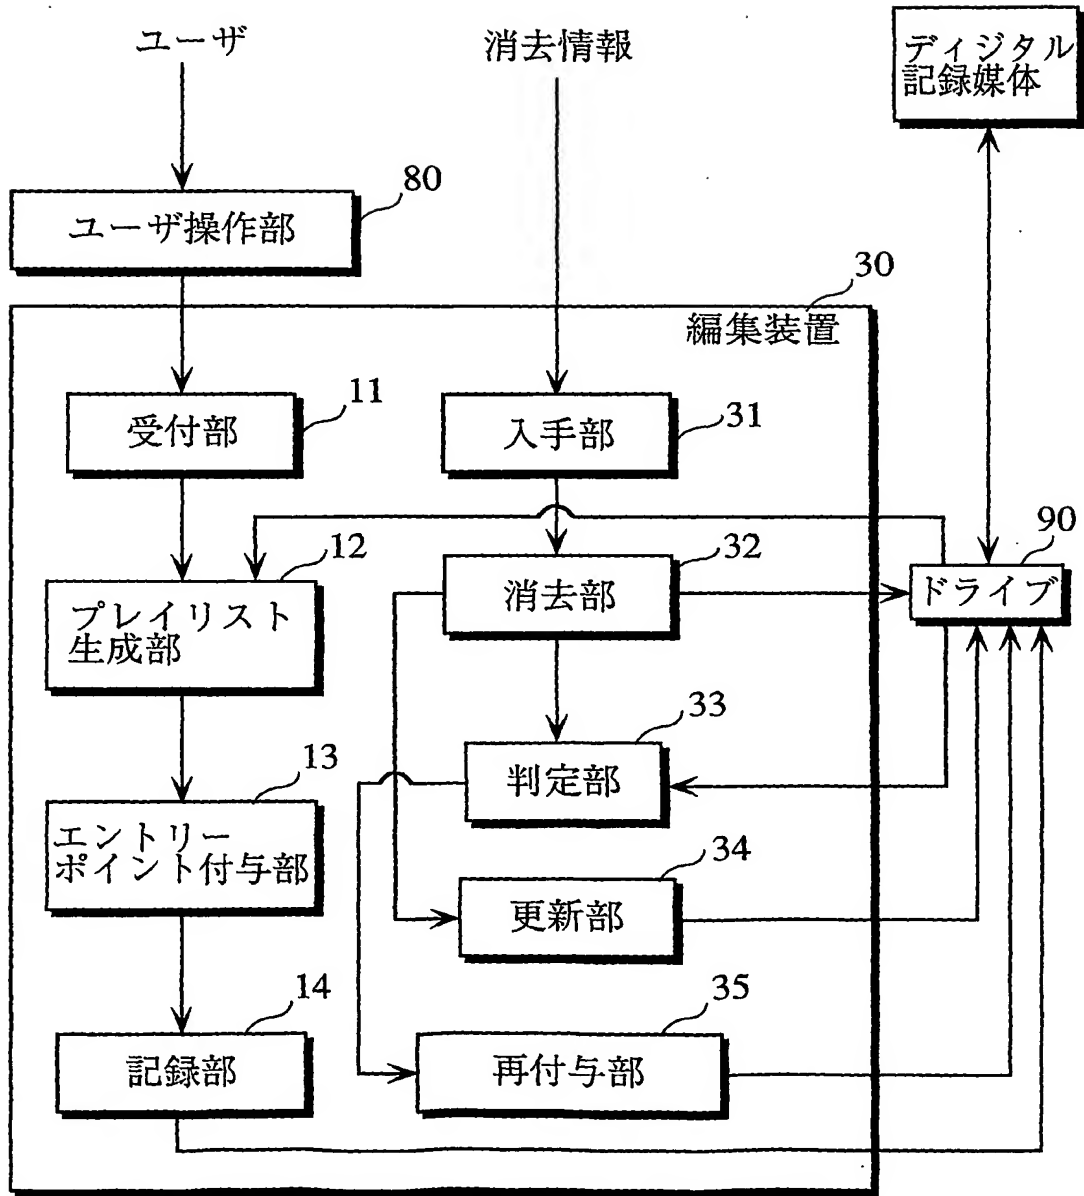 ユーザ
消去情報
ディジタル
記録媒体
80
ユーザ操作部
30
編集装置
11
受付部
31
入手部
90
ドライブ
12
プレイリスト
生成部
32
消去部
33
判定部
13
エントリー
ポイント付与部
34
更新部
14
記録部
35
再付与部